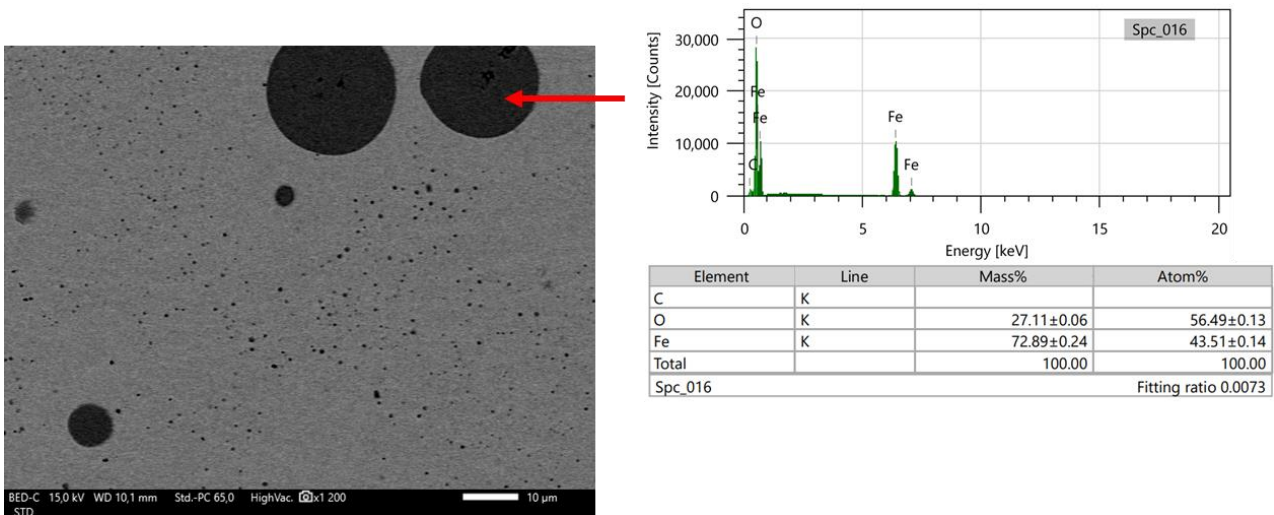 BED-C 15,0 kV WD 10,1 mm Std.-PC 65,0 HighVac. x1 200 10 µm
STD
Spc_016
Intensity [Counts]
30,000
20,000
10,000
0
O
Fe
Fe
C
Fe
Fe
0 5 10 15 20
Energy [keV]
Element Line Mass% Atom%
C K
O K 27.11±0.06 56.49±0.13
Fe K 72.89±0.24 43.51±0.14
Total 100.00 100.00
Spc_016 Fitting ratio 0.0073